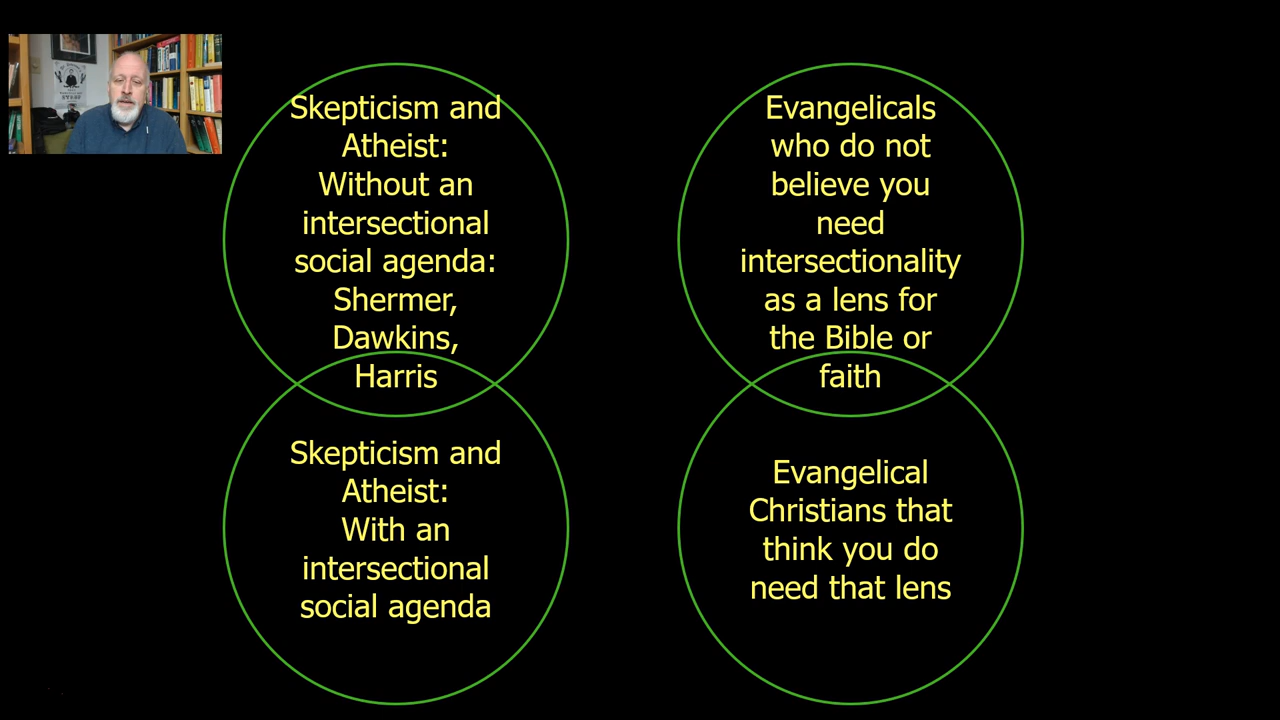 Skepticism and
Atheist:
Without an
intersectional
social agenda:
Shermer,
Dawkins,
Harris
Evangelicals
who do not
believe you
need
intersectionality
as a lens for
the Bible or
faith
Skepticism and
Atheist:
With an
intersectional
social agenda
Evangelical
Christians that
think you do
need that lens